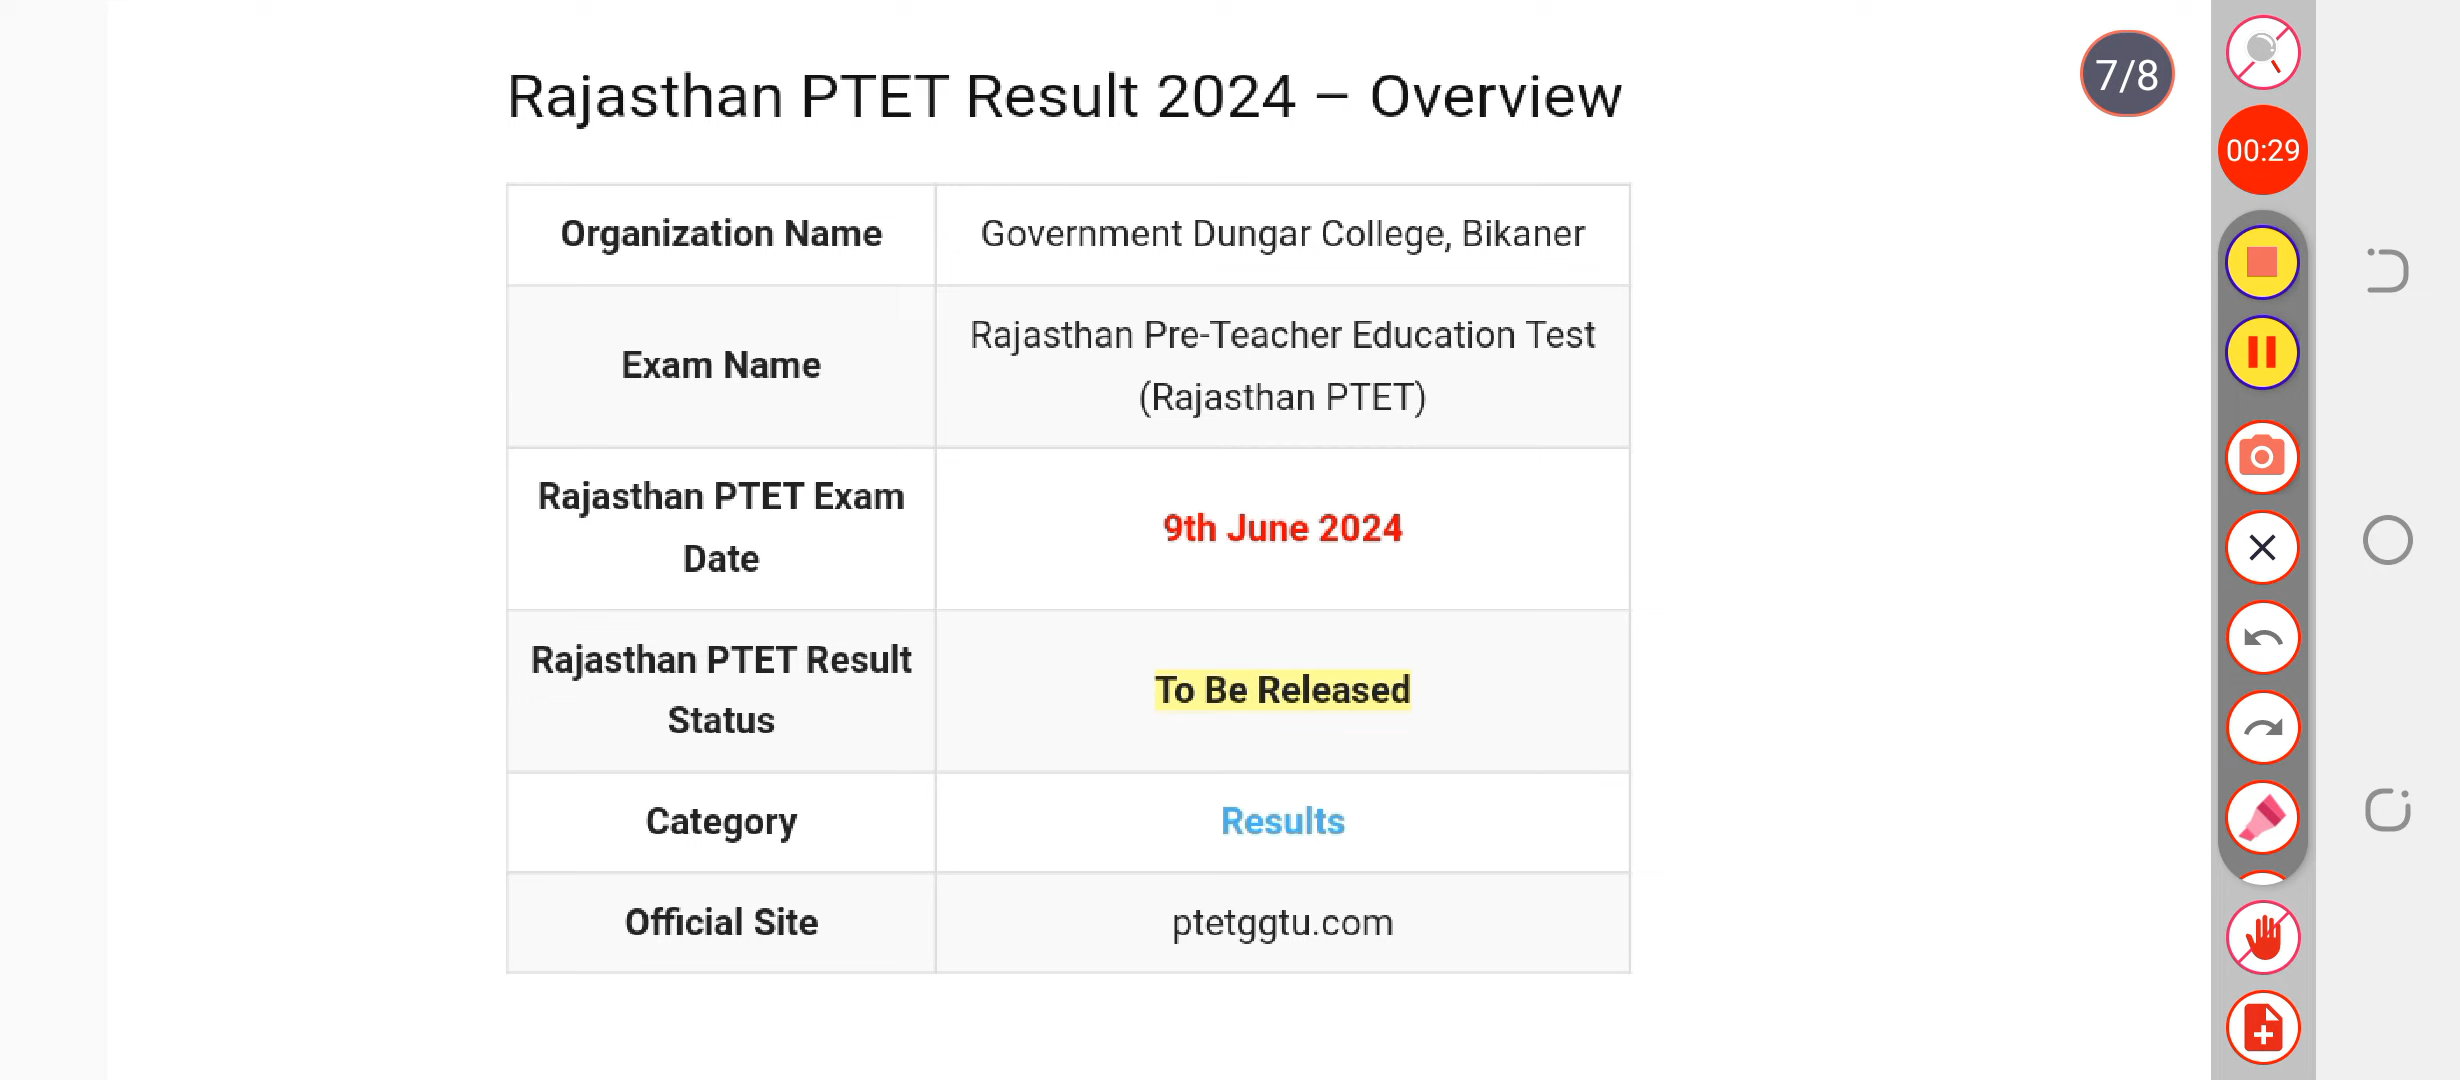 Rajasthan PTET Result 2024 – Overview
7/8
00:29
Organization Name
Government Dungar College, Bikaner
Exam Name
Rajasthan Pre-Teacher Education Test
(Rajasthan PTET)
Rajasthan PTET Exam
Date
9th June 2024
Rajasthan PTET Result
Status
To Be Released
Category
Results
Official Site
ptetggtu.com